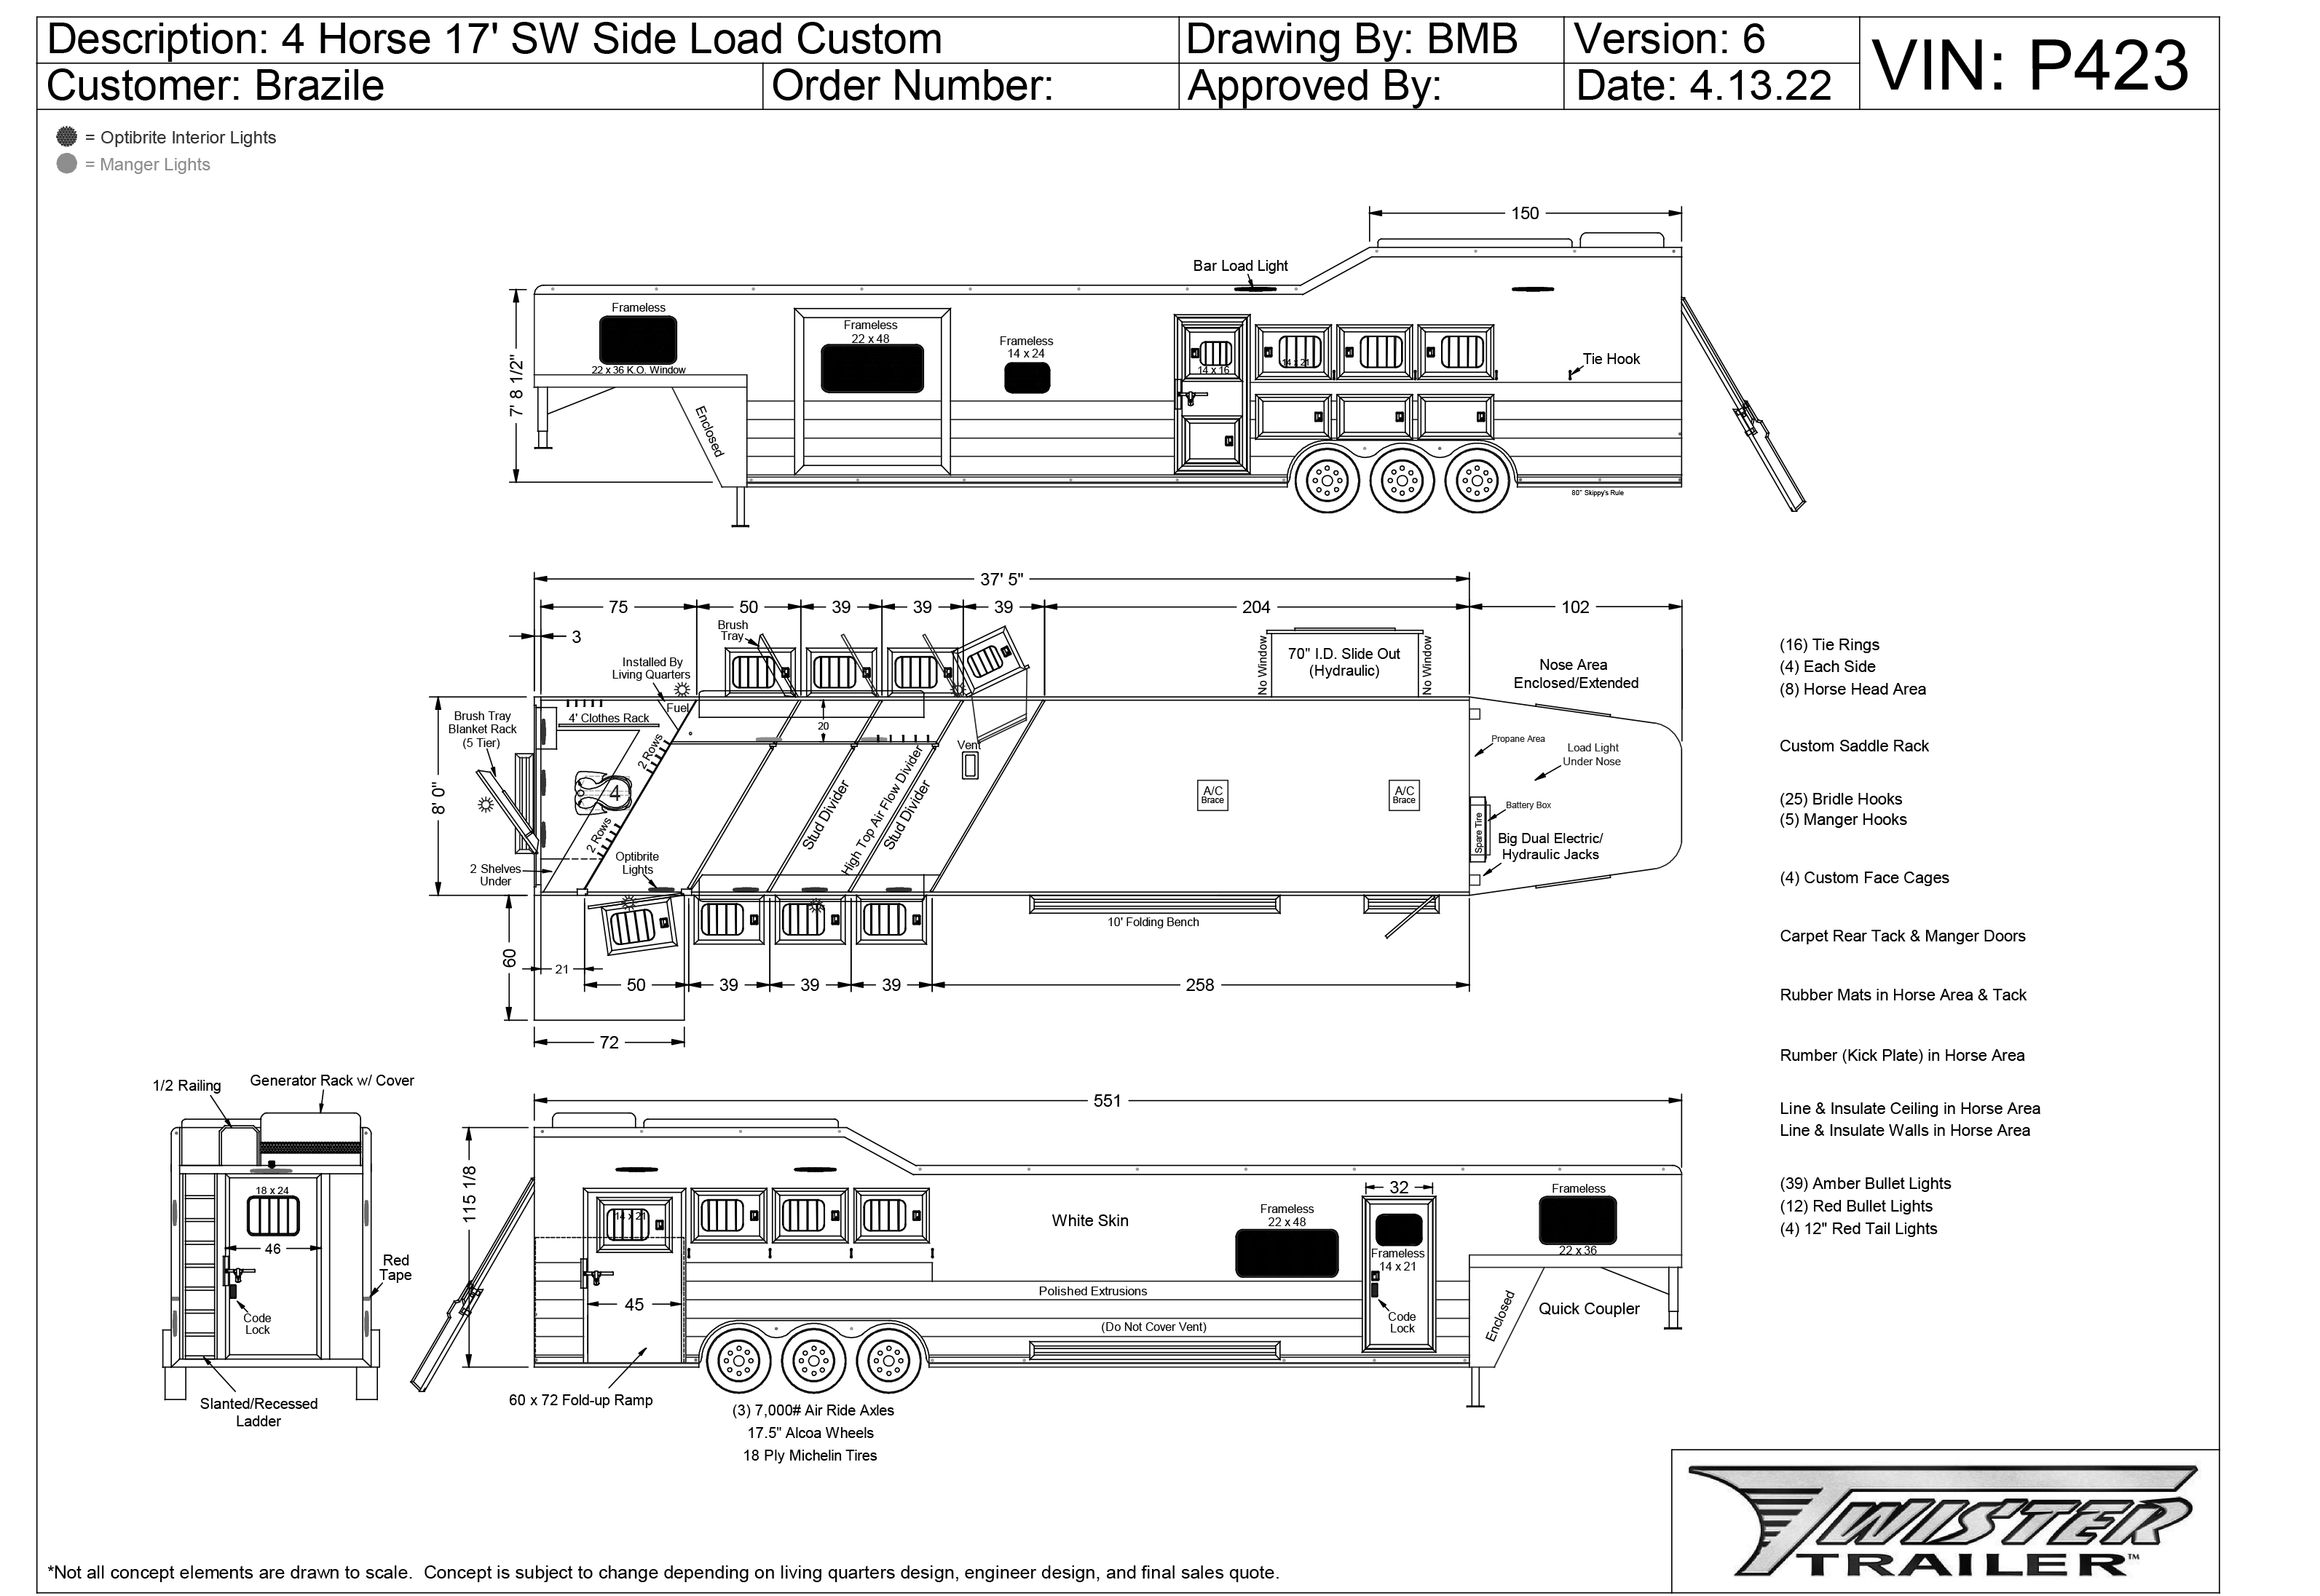 Description: 4 Horse 17' SW Side Load Custom
Drawing By: BMB
Version: 6
VIN: P423
Customer: Brazile
Order Number:
Approved By:
Date: 4.13.22
= Optibrite Interior Lights
= Manger Lights
150
Bar Load Light
Frameless
22 x 36 K.O. Window
Frameless
22 x 48
Frameless
14 x 24
14 x 16
14 x 21
Tie Hook
7' 8 1/2"
Enclosed
80" Skippy's Rule
37' 5"
75
50
39
39
39
204
102
3
Brush
Tray
Installed By
Living Quarters
Fuel
No Window
70" I.D. Slide Out
(Hydraulic)
No Window
Nose Area
Enclosed/Extended
8' 0"
Brush Tray
Blanket Rack
(5 Tier)
4' Clothes Rack
2 Rows
4
2 Rows
20
Vent
Stud Divider
High Top Air Flow Divider
Stud Divider
A/C
Brace
A/C
Brace
Propane Area
Load Light
Under Nose
Battery Box
Spare Tire
Big Dual Electric/
Hydraulic Jacks
Optibrite
Lights
2 Shelves
Under
10' Folding Bench
60
21
50
39
39
39
258
72
(16) Tie Rings
(4) Each Side
(8) Horse Head Area
Custom Saddle Rack
(25) Bridle Hooks
(5) Manger Hooks
(4) Custom Face Cages
Carpet Rear Tack & Manger Doors
Rubber Mats in Horse Area & Tack
Rumber (Kick Plate) in Horse Area
Line & Insulate Ceiling in Horse Area
Line & Insulate Walls in Horse Area
(39) Amber Bullet Lights
(12) Red Bullet Lights
(4) 12" Red Tail Lights
1/2 Railing
Generator Rack w/ Cover
18 x 24
46
Code
Lock
Red
Tape
Slanted/Recessed
Ladder
551
115 1/8
14 x 21
45
White Skin
Frameless
22 x 48
32
Frameless
14 x 21
Code
Lock
Frameless
22 x 36
Polished Extrusions
(Do Not Cover Vent)
Enclosed
Quick Coupler
60 x 72 Fold-up Ramp
(3) 7,000# Air Ride Axles
17.5" Alcoa Wheels
18 Ply Michelin Tires
TWISTER
TRAILER™
*Not all concept elements are drawn to scale. Concept is subject to change depending on living quarters design, engineer design, and final sales quote.